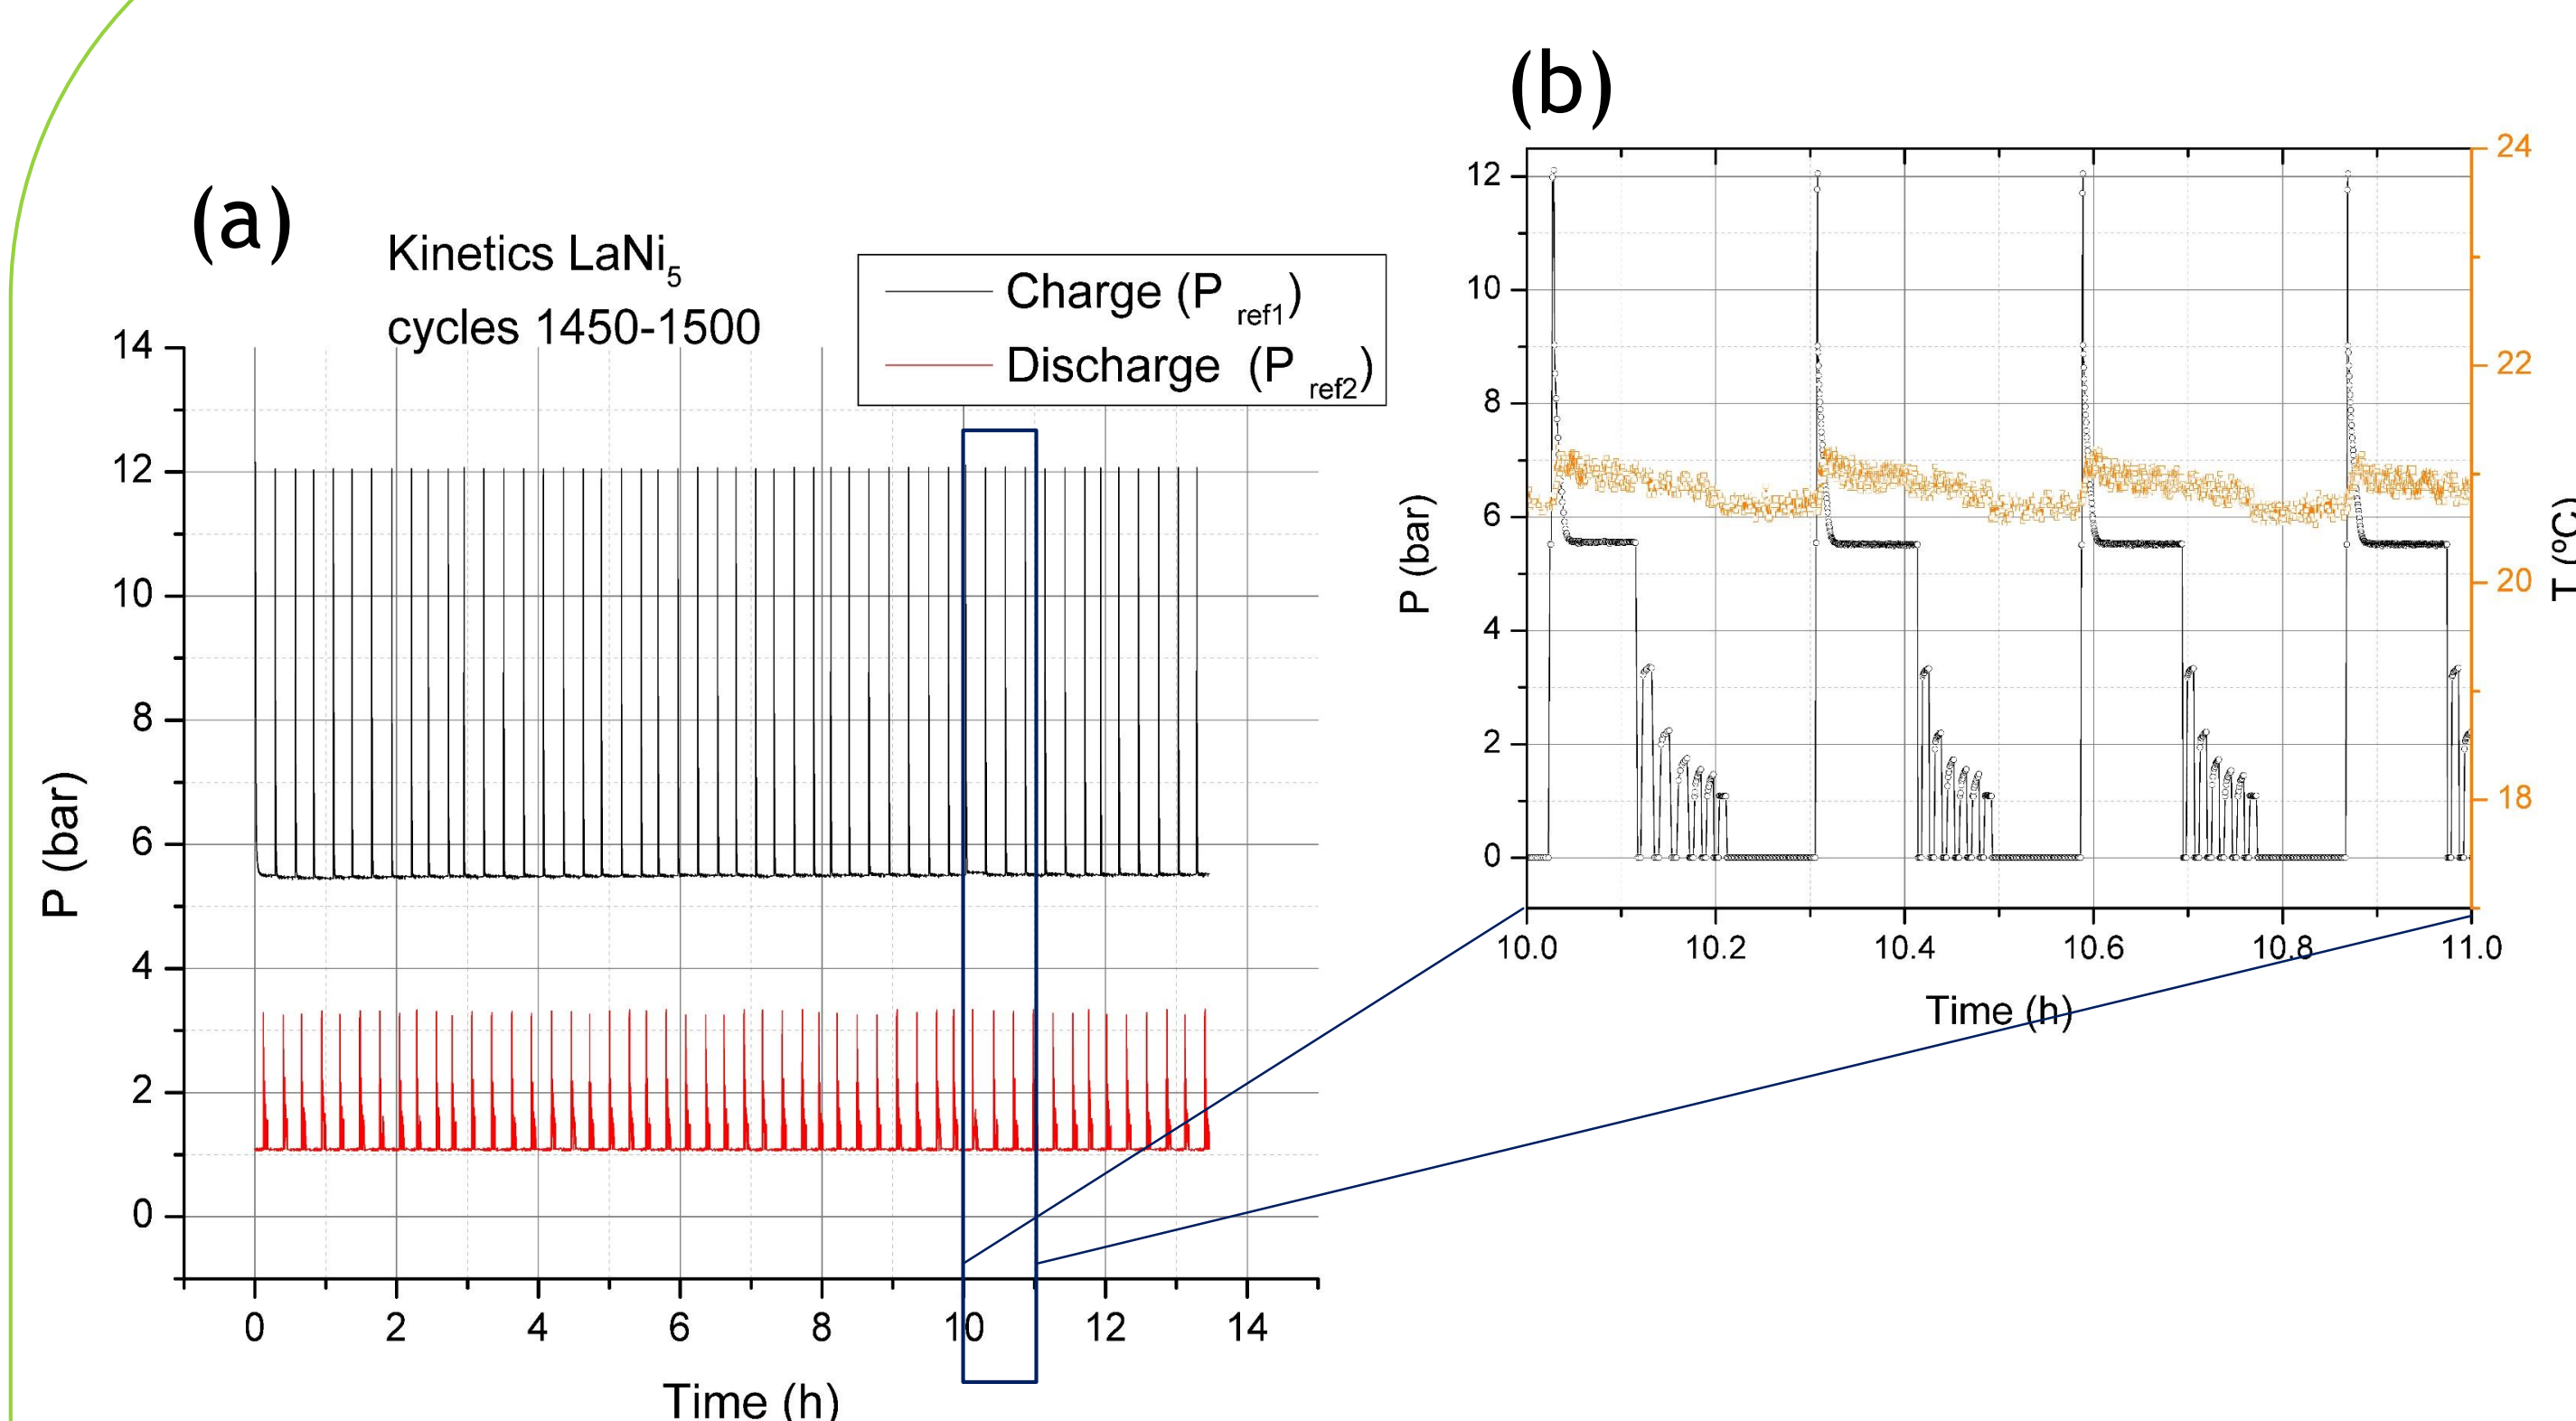 (a)
Kinetics LaNi5
cycles 1450-1500
Charge (P ref1)
Discharge (P ref2)
14
12
10
8
6
4
2
0
P (bar)
0 2 4 6 8 10 12 14
Time (h)
(b)
12
10
8
6
4
2
0
P (bar)
24
22
20
18
T (ºC)
10.0 10.2 10.4 10.6 10.8 11.0
Time (h)